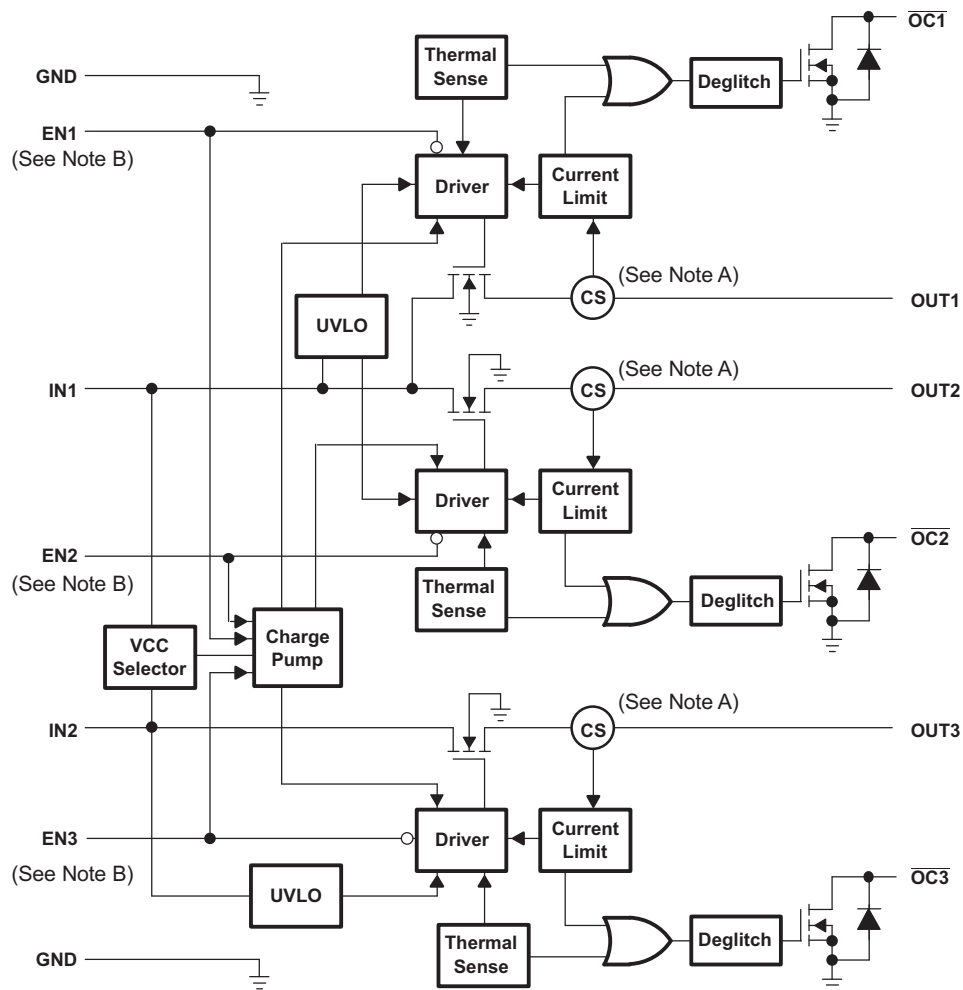 OC1
Thermal
Sense
GND
Deglitch
EN1
(See Note B)
Driver
Current
Limit
(See Note A)
CS
OUT1
UVLO
(See Note A)
IN1
CS
OUT2
Driver
Current
Limit
OC2
EN2
(See Note B)
Thermal
Sense
Deglitch
VCC
Selector
Charge
Pump
(See Note A)
IN2
CS
OUT3
EN3
Driver
Current
Limit
(See Note B)
OC3
UVLO
Thermal
Sense
Deglitch
GND